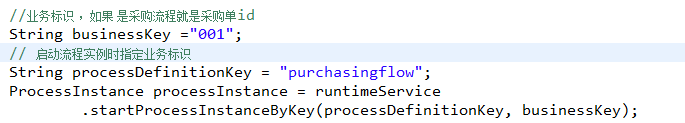 //业务标识，如果 是采购流程就是采购单id
String businessKey ="001";
// 启动流程实例时指定业务标识
String processDefinitionKey = "purchasingflow";
ProcessInstance processInstance = runtimeService
.startProcessInstanceByKey(processDefinitionKey, businessKey);